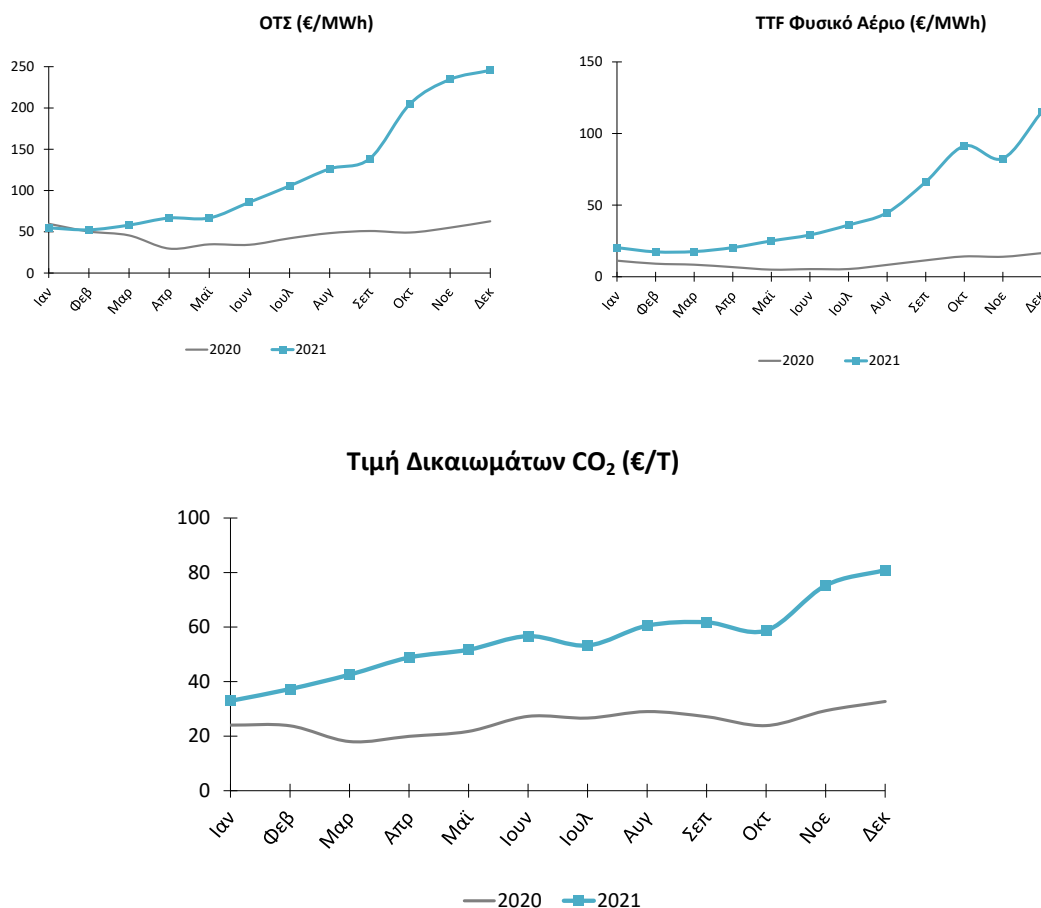 ΟΤΣ (€/MWh)
250
200
150
100
50
0
Ιαν
Φεβ
Μαρ
Απρ
Μαϊ
Ιουν
Ιουλ
Αυγ
Σεπ
Οκτ
Νοε
Δεκ
2020
2021
TTF Φυσικό Αέριο (€/MWh)
150
100
50
0
Ιαν
Φεβ
Μαρ
Απρ
Μαϊ
Ιουν
Ιουλ
Αυγ
Σεπ
Οκτ
Νοε
Δεκ
2020
2021
Τιμή Δικαιωμάτων CO₂ (€/T)
100
80
60
40
20
0
Ιαν
Φεβ
Μαρ
Απρ
Μαϊ
Ιουν
Ιουλ
Αυγ
Σεπ
Οκτ
Νοε
Δεκ
2020
2021